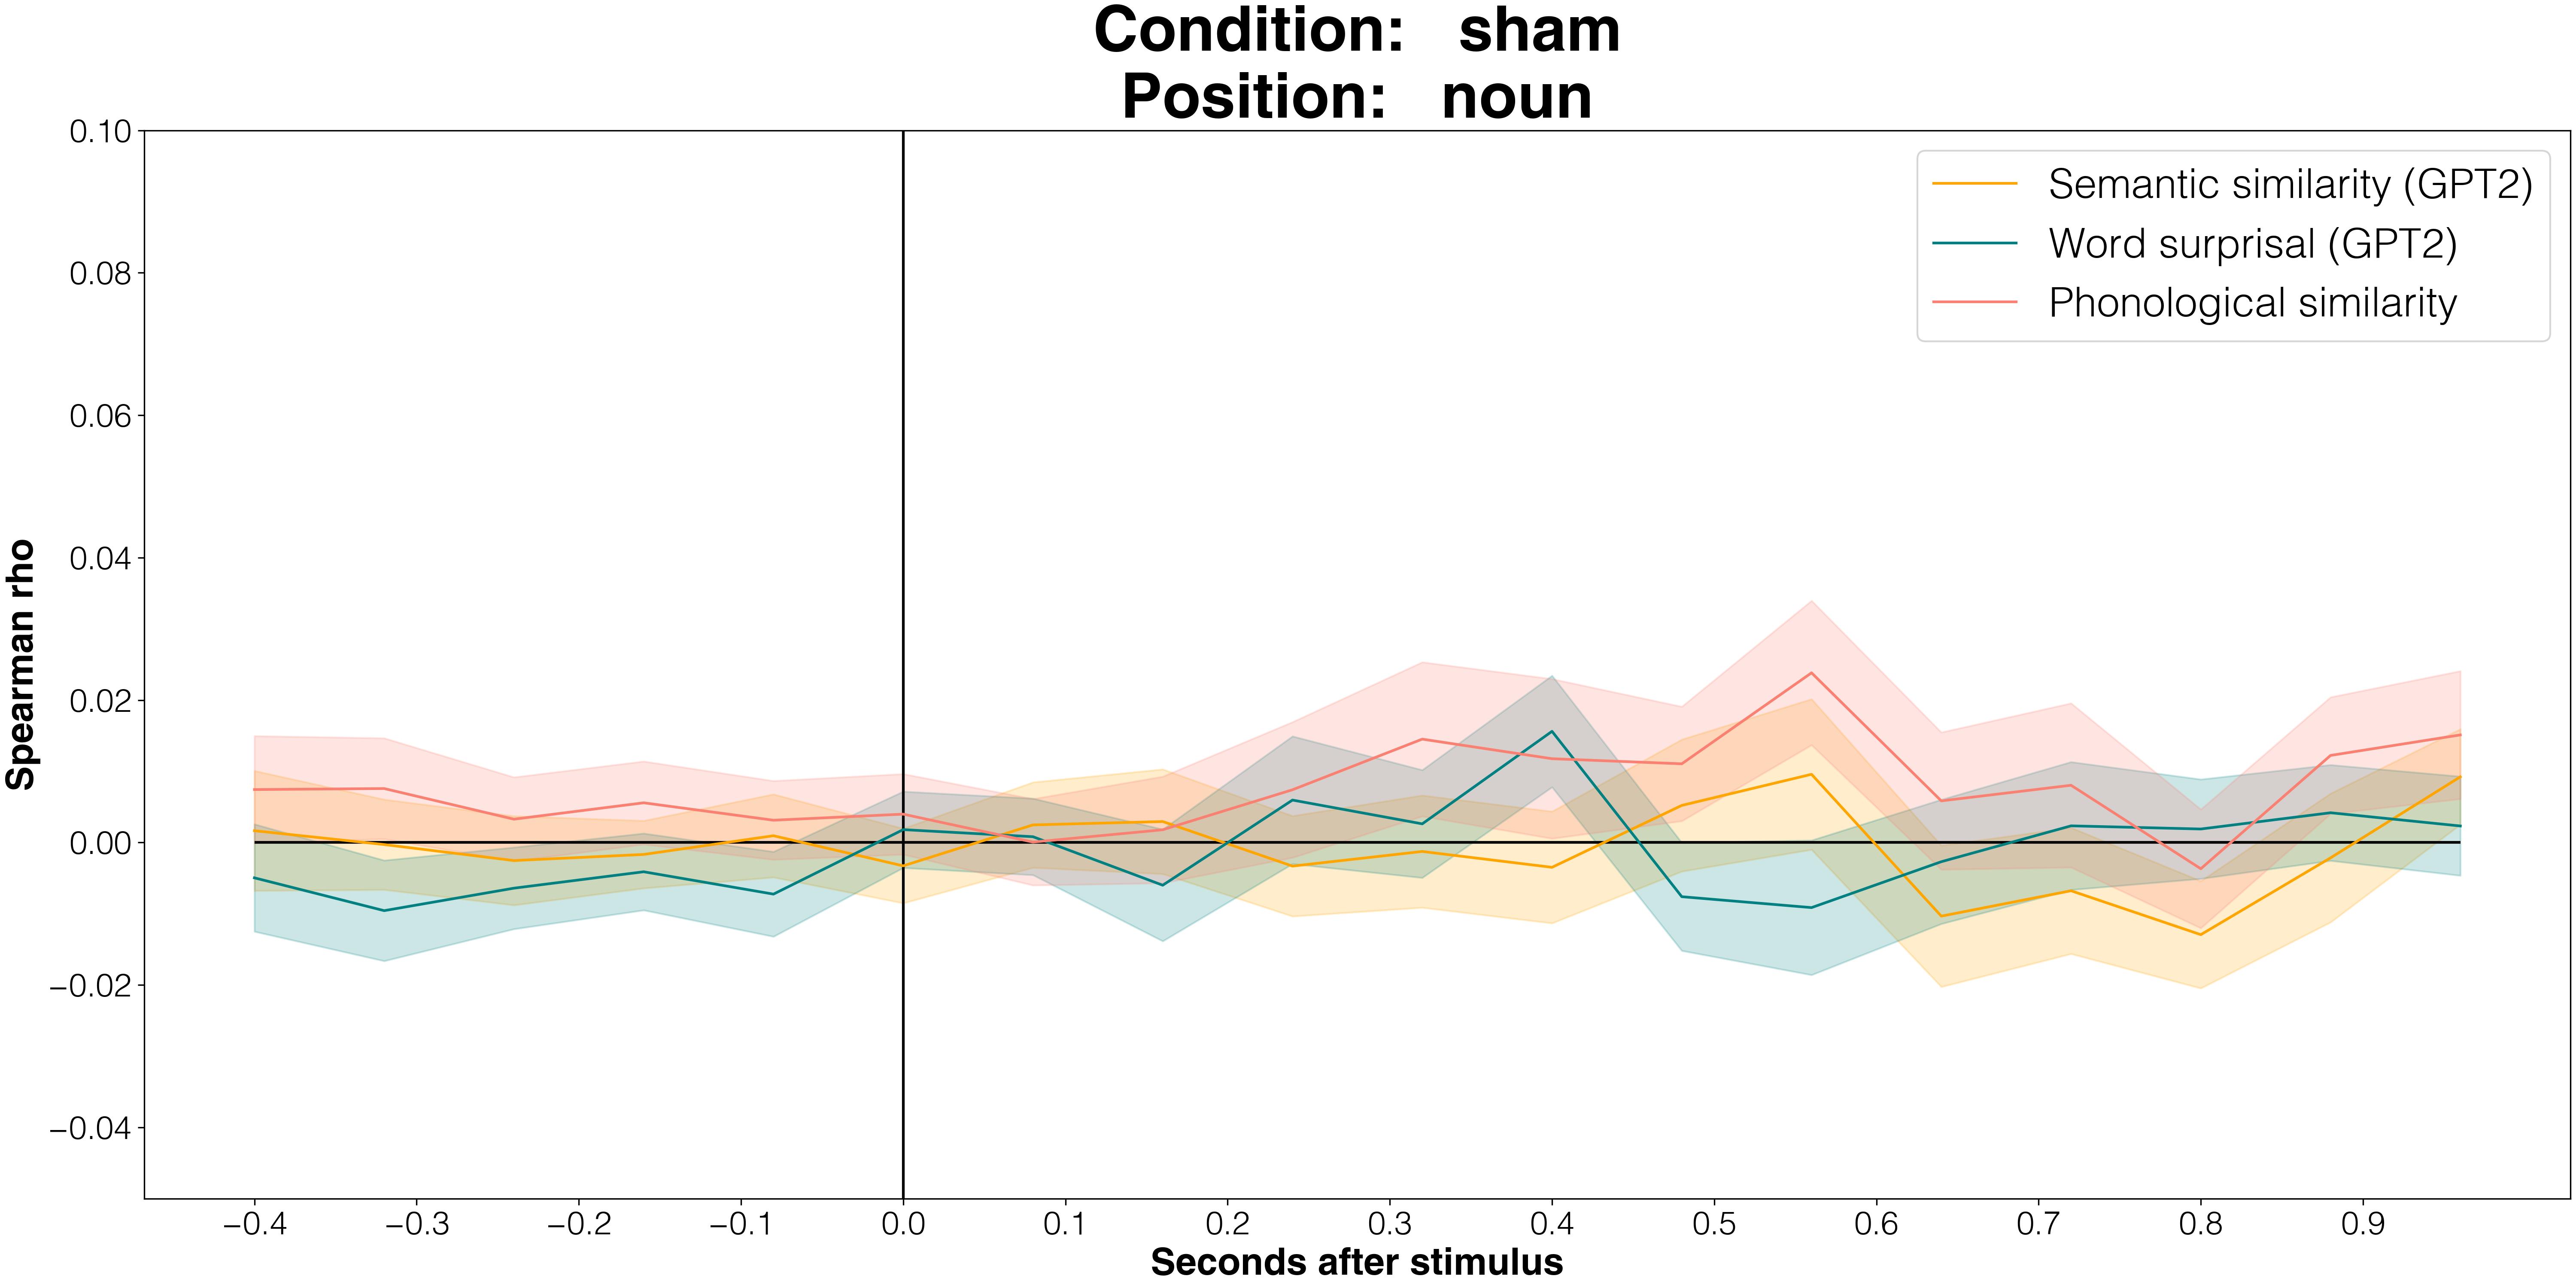 Condition: sham
Position: noun
0.10
0.08
0.06
0.04
0.02
0.00
−0.02
−0.04
Spearman rho
Semantic similarity (GPT2)
Word surprisal (GPT2)
Phonological similarity
−0.4 −0.3 −0.2 −0.1 0.0 0.1 0.2 0.3 0.4 0.5 0.6 0.7 0.8 0.9
Seconds after stimulus